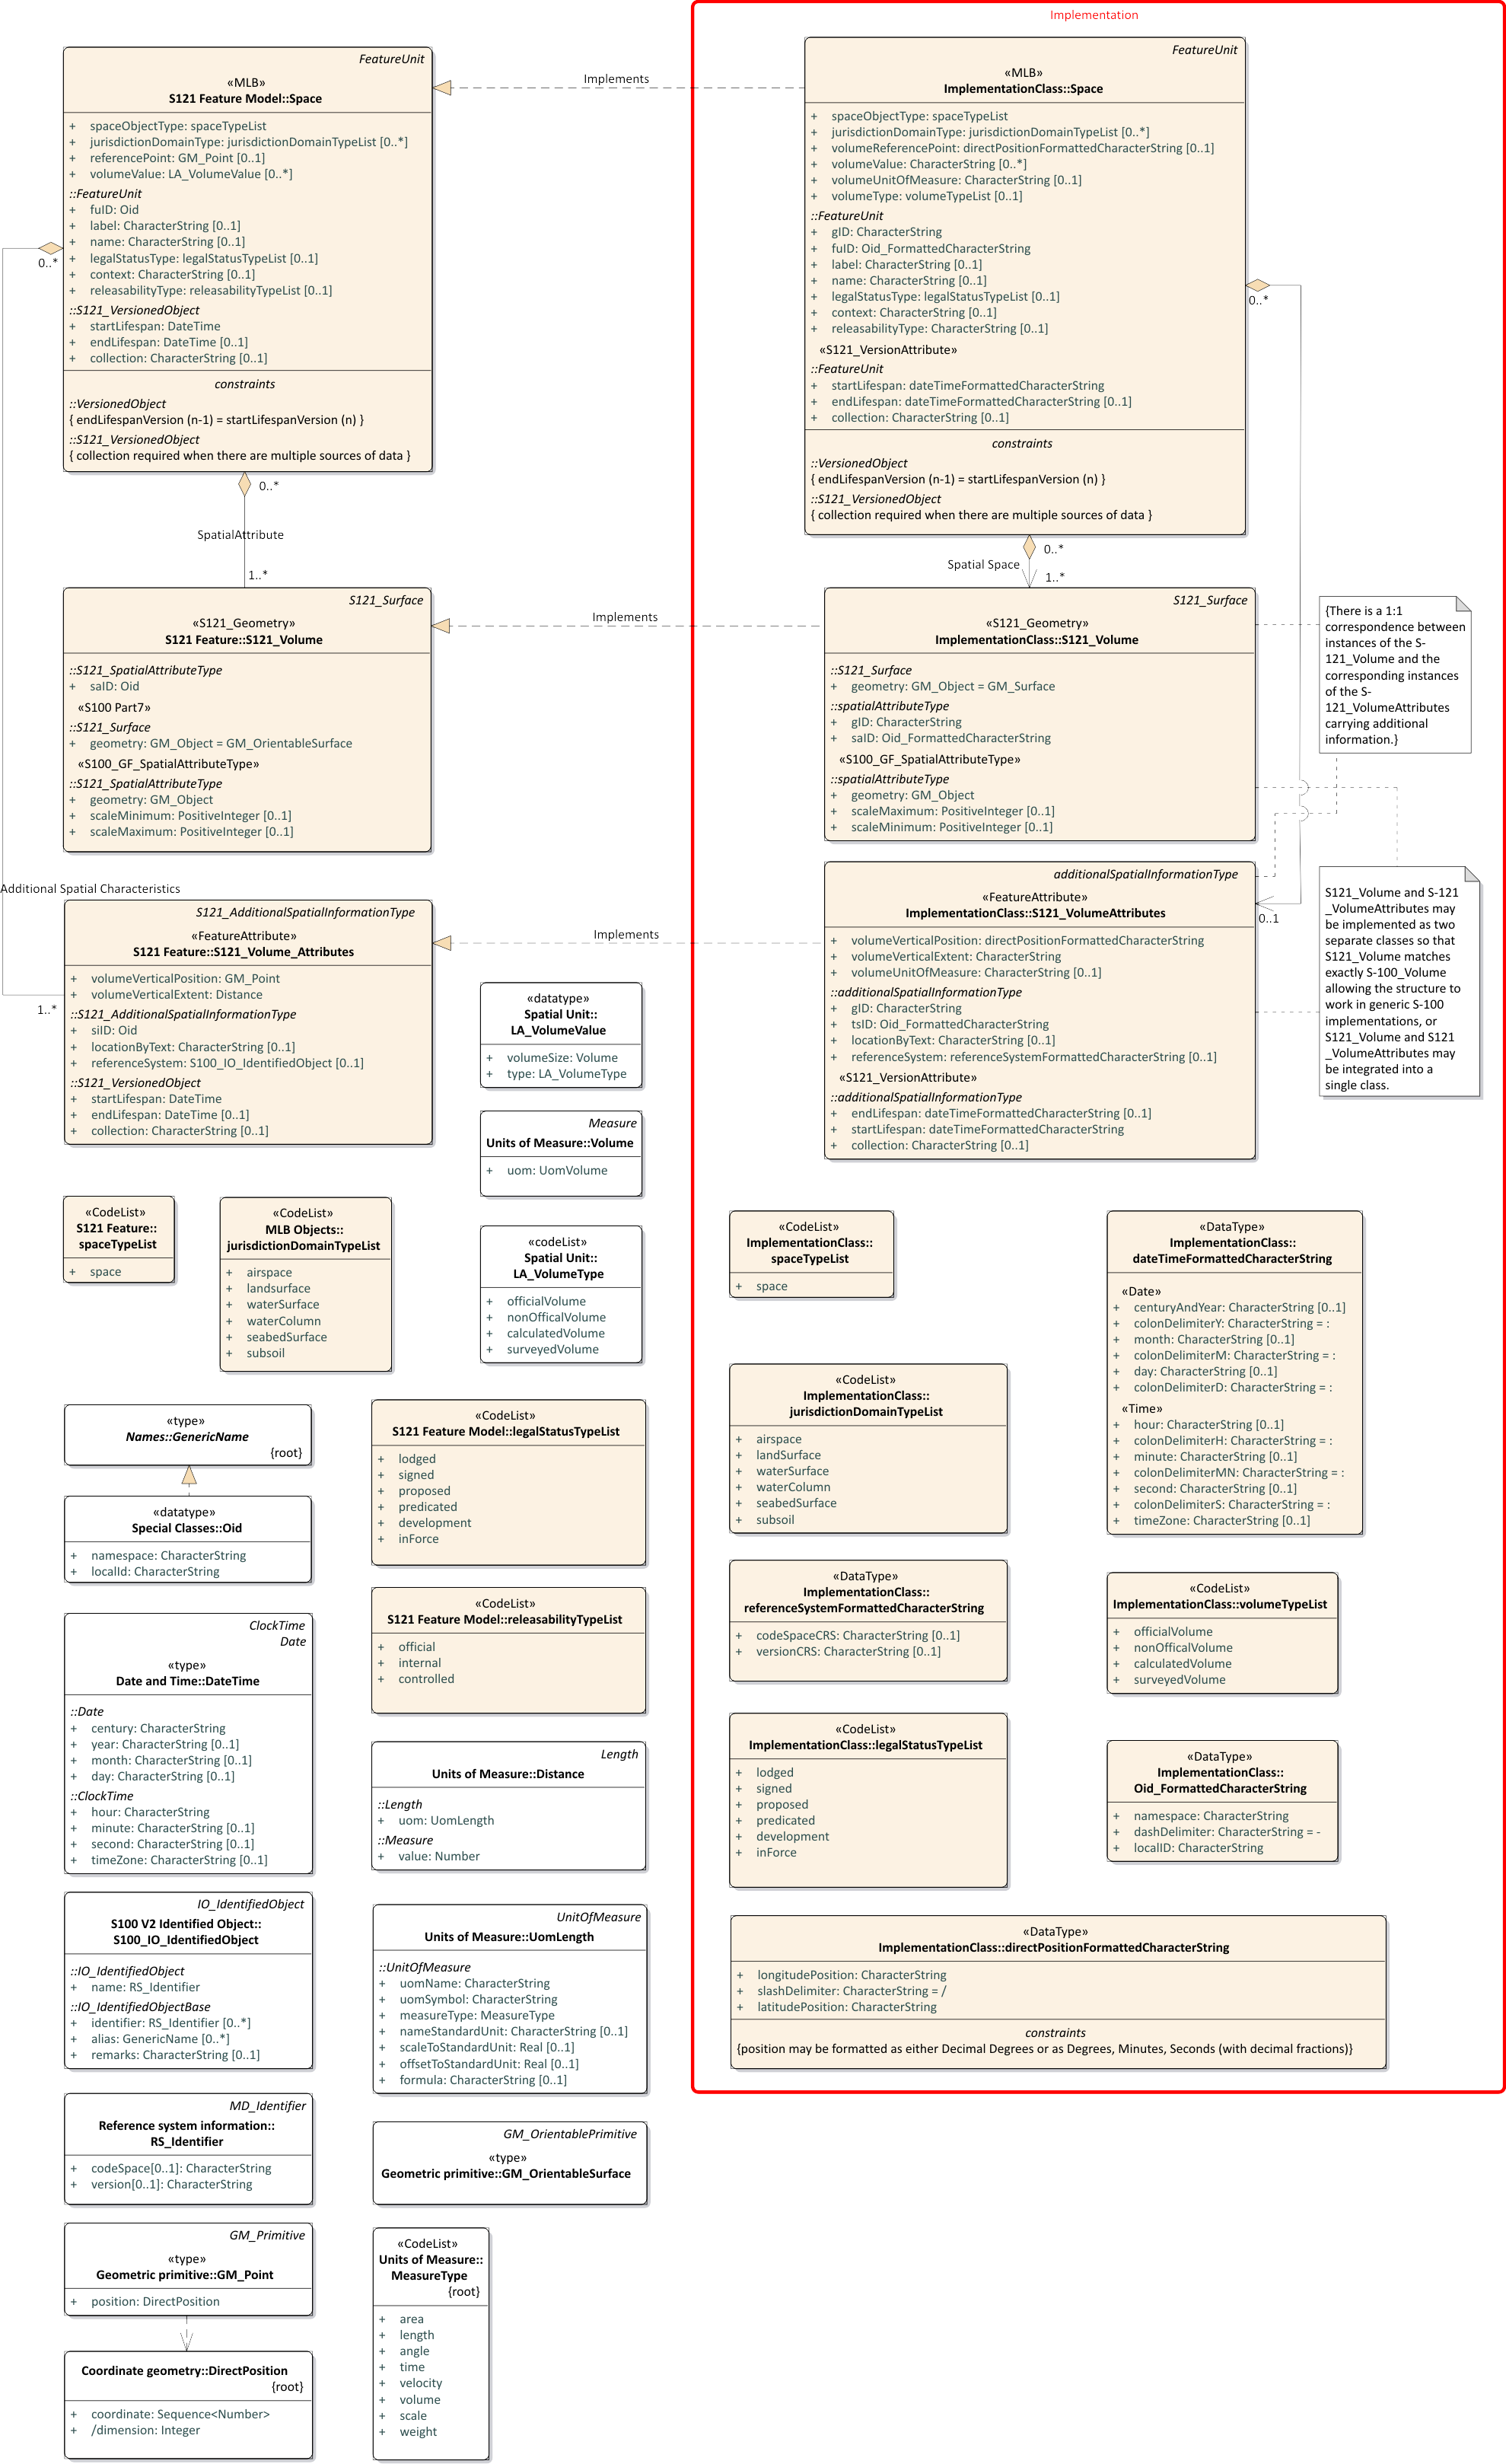 Implementation
FeatureUnit
«MLB»
S121 Feature Model::Space
+ spaceObjectType: spaceTypeList
+ jurisdictionDomainType: jurisdictionDomainTypeList [0..*]
+ referencePoint: GM_Point [0..1]
+ volumeValue: LA_VolumeValue [0..*]
::FeatureUnit
+ fuID: Oid
+ label: CharacterString [0..1]
+ name: CharacterString [0..1]
+ legalStatusType: legalStatusTypeList [0..1]
+ context: CharacterString [0..1]
+ releasabilityType: releasabilityTypeList [0..1]
::S121_VersionedObject
+ startLifespan: DateTime
+ endLifespan: DateTime [0..1]
+ collection: CharacterString [0..1]
constraints
::VersionedObject
{ endLifespanVersion (n-1) = startLifespanVersion (n) }
::S121_VersionedObject
{ collection required when there are multiple sources of data }
Implements
FeatureUnit
«MLB»
ImplementationClass::Space
+ spaceObjectType: spaceTypeList
+ jurisdictionDomainType: jurisdictionDomainTypeList [0..*]
+ volumeReferencePoint: directPositionFormattedCharacterString [0..1]
+ volumeValue: CharacterString [0..*]
+ volumeUnitOfMeasure: CharacterString [0..1]
+ volumeType: volumeTypeList [0..1]
::FeatureUnit
+ gID: CharacterString
+ fuID: Oid_FormattedCharacterString
+ label: CharacterString [0..1]
+ name: CharacterString [0..1]
+ legalStatusType: legalStatusTypeList [0..1]
+ context: CharacterString [0..1]
+ releasabilityType: CharacterString [0..1]
«S121_VersionAttribute»
::FeatureUnit
+ startLifespan: dateTimeFormattedCharacterString
+ endLifespan: dateTimeFormattedCharacterString [0..1]
+ collection: CharacterString [0..1]
constraints
::VersionedObject
{ endLifespanVersion (n-1) = startLifespanVersion (n) }
::S121_VersionedObject
{ collection required when there are multiple sources of data }
0..*
0..*
0..*
SpatialAttribute
1..*
0..*
Spatial Space
1..*
S121_Surface
«S121_Geometry»
S121 Feature::S121_Volume
::S121_SpatialAttributeType
+ saID: Oid
«S100 Part7»
::S121_Surface
+ geometry: GM_Object = GM_OrientableSurface
«S100_GF_SpatialAttributeType»
::S121_SpatialAttributeType
+ geometry: GM_Object
+ scaleMinimum: PositiveInteger [0..1]
+ scaleMaximum: PositiveInteger [0..1]
Implements
S121_Surface
«S121_Geometry»
ImplementationClass::S121_Volume
::S121_Surface
+ geometry: GM_Object = GM_Surface
::spatialAttributeType
+ gID: CharacterString
+ saID: Oid_FormattedCharacterString
«S100_GF_SpatialAttributeType»
::spatialAttributeType
+ geometry: GM_Object
+ scaleMaximum: PositiveInteger [0..1]
+ scaleMinimum: PositiveInteger [0..1]
{There is a 1:1
correspondence between
instances of the S-
121_Volume and the
corresponding instances
of the S-
121_VolumeAttributes
carrying additional
information.}
Additional Spatial Characteristics
1..*
S121_AdditionalSpatialInformationType
«FeatureAttribute»
S121 Feature::S121_Volume_Attributes
+ volumeVerticalPosition: GM_Point
+ volumeVerticalExtent: Distance
::S121_AdditionalSpatialInformationType
+ siID: Oid
+ locationByText: CharacterString [0..1]
+ referenceSystem: S100_IO_IdentifiedObject [0..1]
::S121_VersionedObject
+ startLifespan: DateTime
+ endLifespan: DateTime [0..1]
+ collection: CharacterString [0..1]
Implements
additionalSpatialInformationType
«FeatureAttribute»
ImplementationClass::S121_VolumeAttributes
+ volumeVerticalPosition: directPositionFormattedCharacterString
+ volumeVerticalExtent: CharacterString
+ volumeUnitOfMeasure: CharacterString [0..1]
::additionalSpatialInformationType
+ gID: CharacterString
+ tsID: Oid_FormattedCharacterString
+ locationByText: CharacterString [0..1]
+ referenceSystem: referenceSystemFormattedCharacterString [0..1]
«S121_VersionAttribute»
::additionalSpatialInformationType
+ endLifespan: dateTimeFormattedCharacterString [0..1]
+ startLifespan: dateTimeFormattedCharacterString
+ collection: CharacterString [0..1]
0..1
S121_Volume and S-121
_VolumeAttributes may
be implemented as two
separate classes so that
S121_Volume matches
exactly S-100_Volume
allowing the structure to
work in generic S-100
implementations, or
S121_Volume and S121
_VolumeAttributes may
be integrated into a
single class.
«datatype»
Spatial Unit::
LA_VolumeValue
+ volumeSize: Volume
+ type: LA_VolumeType
Measure
Units of Measure::Volume
+ uom: UomVolume
«CodeList»
S121 Feature::
spaceTypeList
+ space
«CodeList»
MLB Objects::
jurisdictionDomainTypeList
+ airspace
+ landsurface
+ waterSurface
+ waterColumn
+ seabedSurface
+ subsoil
«codeList»
Spatial Unit::
LA_VolumeType
+ officialVolume
+ nonOfficalVolume
+ calculatedVolume
+ surveyedVolume
«CodeList»
ImplementationClass::
spaceTypeList
+ space
«DataType»
ImplementationClass::
dateTimeFormattedCharacterString
«Date»
+ centuryAndYear: CharacterString [0..1]
+ colonDelimiterY: CharacterString = :
+ month: CharacterString [0..1]
+ colonDelimiterM: CharacterString = :
+ day: CharacterString [0..1]
+ colonDelimiterD: CharacterString = :
«Time»
+ hour: CharacterString [0..1]
+ colonDelimiterH: CharacterString = :
+ minute: CharacterString [0..1]
+ colonDelimiterMN: CharacterString = :
+ second: CharacterString [0..1]
+ colonDelimiterS: CharacterString = :
+ timeZone: CharacterString [0..1]
«CodeList»
ImplementationClass::
jurisdictionDomainTypeList
+ airspace
+ landSurface
+ waterSurface
+ waterColumn
+ seabedSurface
+ subsoil
«type»
Names::GenericName
{root}
«datatype»
Special Classes::Oid
+ namespace: CharacterString
+ localId: CharacterString
«CodeList»
S121 Feature Model::legalStatusTypeList
+ lodged
+ signed
+ proposed
+ predicated
+ development
+ inForce
«CodeList»
S121 Feature Model::releasabilityTypeList
+ official
+ internal
+ controlled
«DataType»
ImplementationClass::
referenceSystemFormattedCharacterString
+ codeSpaceCRS: CharacterString [0..1]
+ versionCRS: CharacterString [0..1]
«CodeList»
ImplementationClass::volumeTypeList
+ officialVolume
+ nonOfficalVolume
+ calculatedVolume
+ surveyedVolume
ClockTime
Date
«type»
Date and Time::DateTime
::Date
+ century: CharacterString
+ year: CharacterString [0..1]
+ month: CharacterString [0..1]
+ day: CharacterString [0..1]
::ClockTime
+ hour: CharacterString
+ minute: CharacterString [0..1]
+ second: CharacterString [0..1]
+ timeZone: CharacterString [0..1]
Length
Units of Measure::Distance
::Length
+ uom: UomLength
::Measure
+ value: Number
«CodeList»
ImplementationClass::legalStatusTypeList
+ lodged
+ signed
+ proposed
+ predicated
+ development
+ inForce
«DataType»
ImplementationClass::
Oid_FormattedCharacterString
+ namespace: CharacterString
+ dashDelimiter: CharacterString = -
+ localID: CharacterString
IO_IdentifiedObject
S100 V2 Identified Object::
S100_IO_IdentifiedObject
::IO_IdentifiedObject
+ name: RS_Identifier
::IO_IdentifiedObjectBase
+ identifier: RS_Identifier [0..*]
+ alias: GenericName [0..*]
+ remarks: CharacterString [0..1]
UnitOfMeasure
Units of Measure::UomLength
::UnitOfMeasure
+ uomName: CharacterString
+ uomSymbol: CharacterString
+ measureType: MeasureType
+ nameStandardUnit: CharacterString [0..1]
+ scaleToStandardUnit: Real [0..1]
+ offsetToStandardUnit: Real [0..1]
+ formula: CharacterString [0..1]
«DataType»
ImplementationClass::directPositionFormattedCharacterString
+ longitudePosition: CharacterString
+ slashDelimiter: CharacterString = /
+ latitudePosition: CharacterString
constraints
{position may be formatted as either Decimal Degrees or as Degrees, Minutes, Seconds (with decimal fractions)}
MD_Identifier
Reference system information::
RS_Identifier
+ codeSpace[0..1]: CharacterString
+ version[0..1]: CharacterString
GM_OrientablePrimitive
«type»
Geometric primitive::GM_OrientableSurface
GM_Primitive
«type»
Geometric primitive::GM_Point
+ position: DirectPosition
Coordinate geometry::DirectPosition
{root}
+ coordinate: Sequence<Number>
+ /dimension: Integer
«CodeList»
Units of Measure::
MeasureType
{root}
+ area
+ length
+ angle
+ time
+ velocity
+ volume
+ scale
+ weight